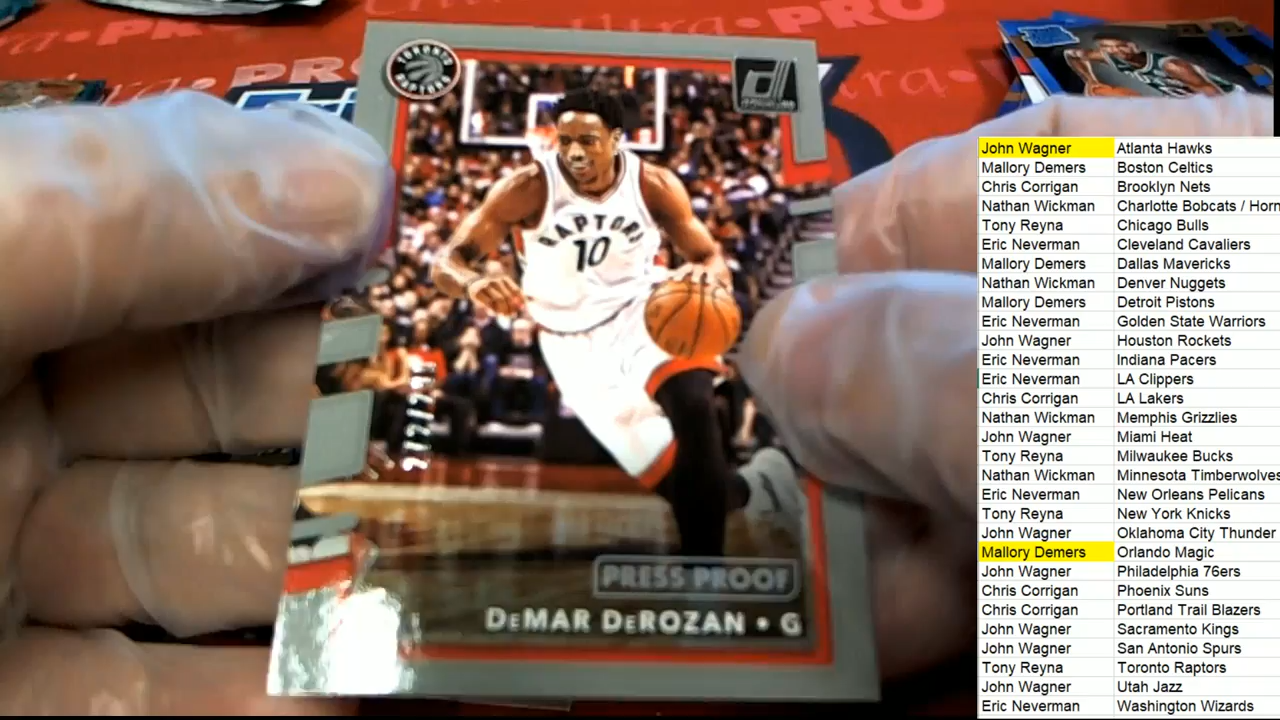 PRO
Ultra PRO
PRO
TORONTO
RAPTORS
RAPTORS
10
PRESS PROOF
DeMAR DeROZAN • G
John Wagner Atlanta Hawks
Mallory Demers Boston Celtics
Chris Corrigan Brooklyn Nets
Nathan Wickman Charlotte Bobcats / Horn
Tony Reyna Chicago Bulls
Eric Neverman Cleveland Cavaliers
Mallory Demers Dallas Mavericks
Nathan Wickman Denver Nuggets
Mallory Demers Detroit Pistons
Eric Neverman Golden State Warriors
John Wagner Houston Rockets
Eric Neverman Indiana Pacers
Eric Neverman LA Clippers
Chris Corrigan LA Lakers
Nathan Wickman Memphis Grizzlies
John Wagner Miami Heat
Tony Reyna Milwaukee Bucks
Nathan Wickman Minnesota Timberwolves
Eric Neverman New Orleans Pelicans
Tony Reyna New York Knicks
John Wagner Oklahoma City Thunder
Mallory Demers Orlando Magic
John Wagner Philadelphia 76ers
Chris Corrigan Phoenix Suns
Chris Corrigan Portland Trail Blazers
John Wagner Sacramento Kings
John Wagner San Antonio Spurs
Tony Reyna Toronto Raptors
John Wagner Utah Jazz
Eric Neverman Washington Wizards